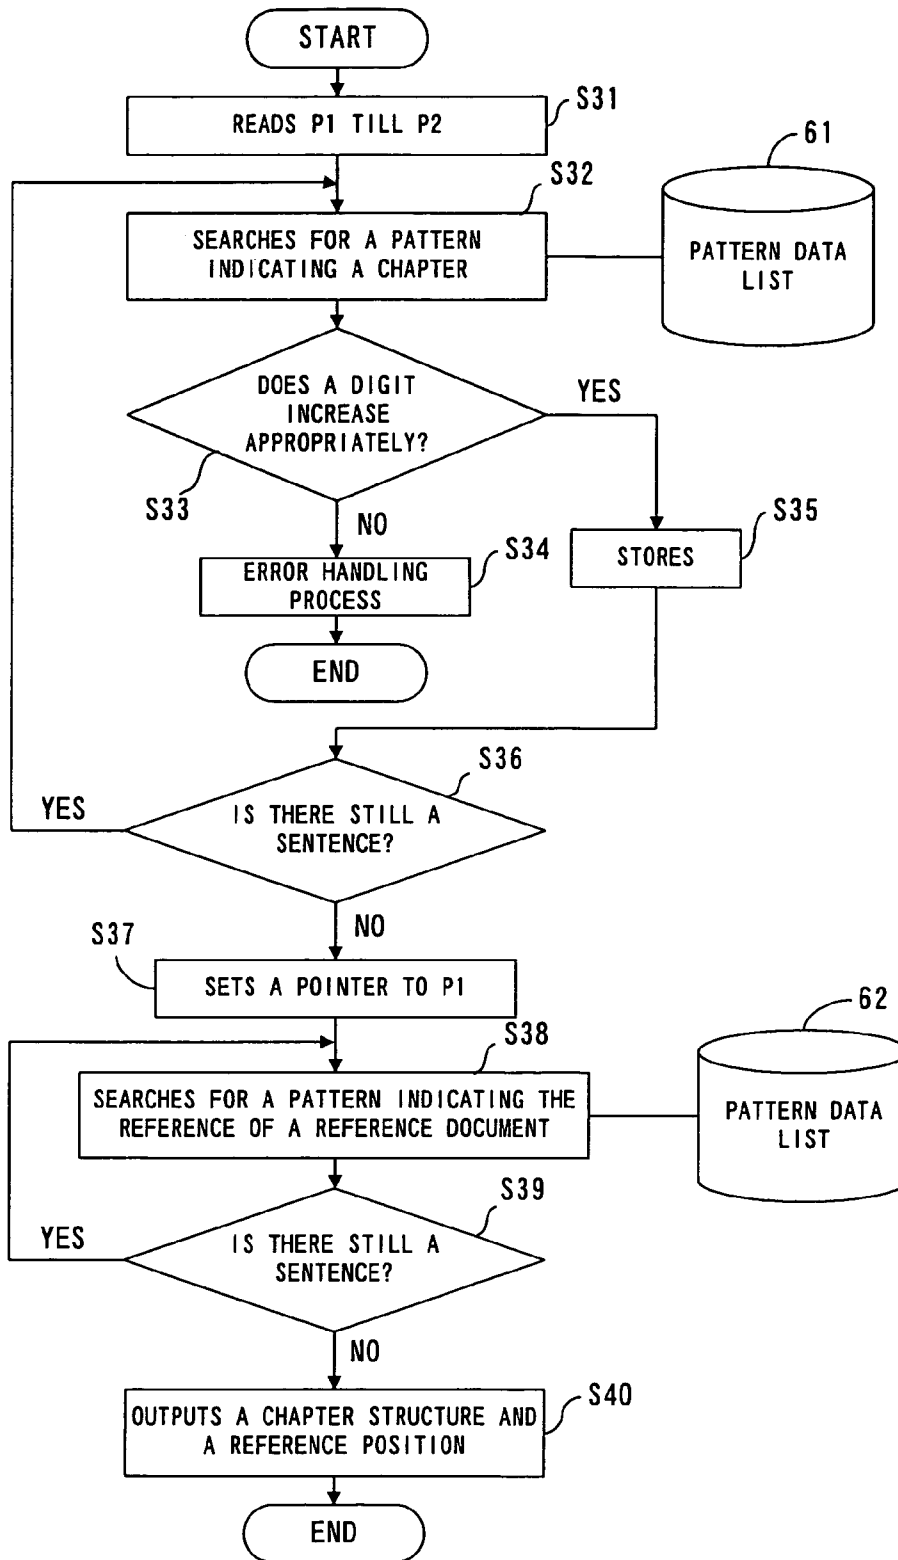 START
READS P1 TILL P2
S31
S32
61
SEARCHES FOR A PATTERN
INDICATING A CHAPTER
PATTERN DATA
LIST
DOES A DIGIT
INCREASE
APPROPRIATELY?
YES
S33
NO
S34
S35
ERROR HANDLING
PROCESS
STORES
END
S36
YES
IS THERE STILL A
SENTENCE?
NO
S37
SETS A POINTER TO P1
S38
62
SEARCHES FOR A PATTERN INDICATING THE
REFERENCE OF A REFERENCE DOCUMENT
PATTERN DATA
LIST
S39
YES
IS THERE STILL A
SENTENCE?
NO
S40
OUTPUTS A CHAPTER STRUCTURE AND
A REFERENCE POSITION
END